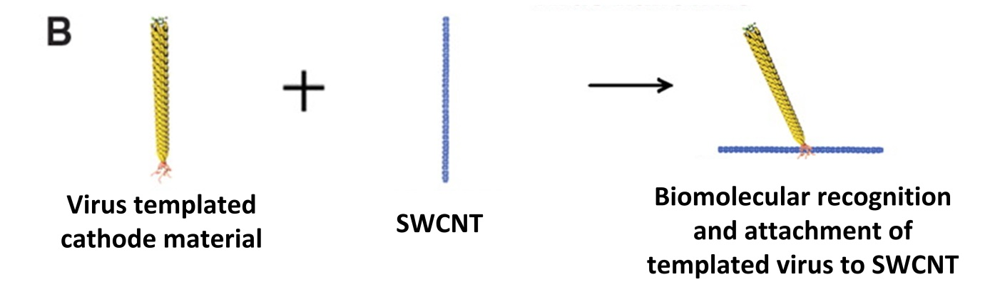 B
Virus templated
cathode material
+
SWCNT
Biomolecular recognition
and attachment of
templated virus to SWCNT